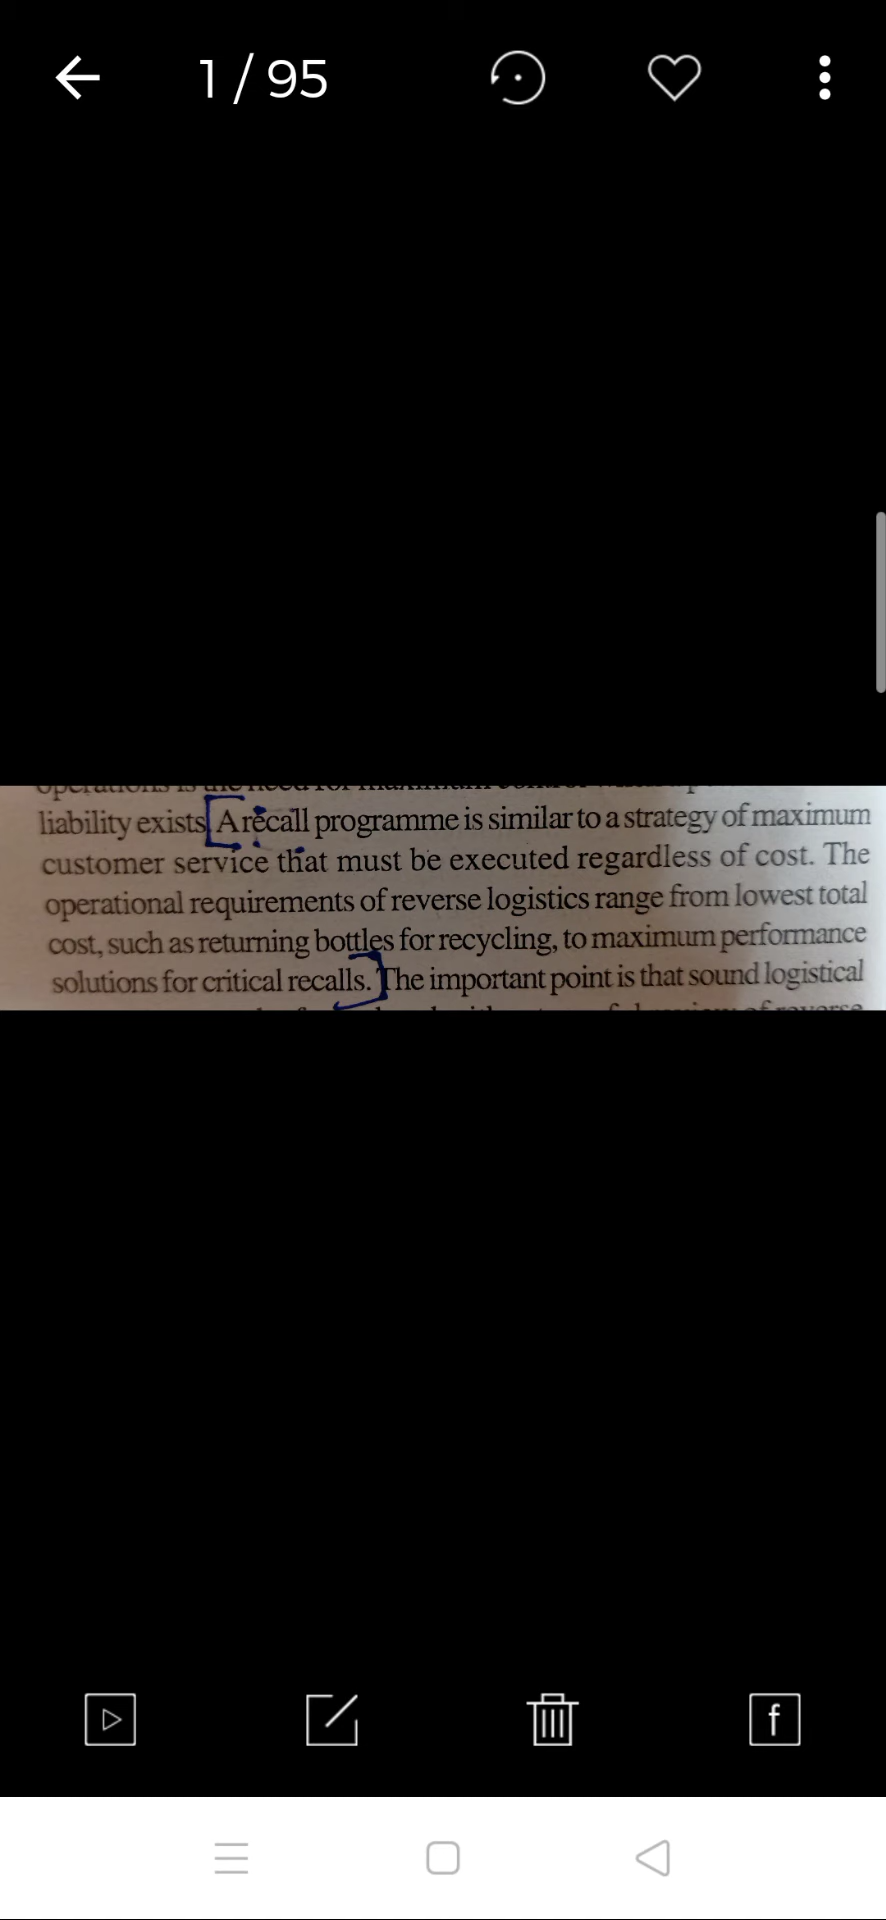 1 / 95
liability exists. A recall programme is similar to a strategy of maximum
customer service that must be executed regardless of cost. The
operational requirements of reverse logistics range from lowest total
cost, such as returning bottles for recycling, to maximum performance
solutions for critical recalls. The important point is that sound logistical
f